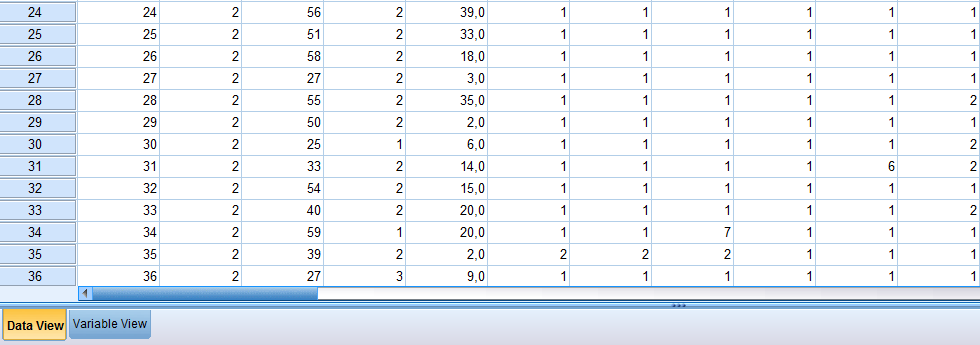 24 24 2 56 2 39,0 1 1 1 1 1 1
25 25 2 51 2 33,0 1 1 1 1 1 1
26 26 2 58 2 18,0 1 1 1 1 1 1
27 27 2 27 2 3,0 1 1 1 1 1 1
28 28 2 55 2 35,0 1 1 1 1 1 2
29 29 2 50 2 2,0 1 1 1 1 1 1
30 30 2 25 1 6,0 1 1 1 1 1 2
31 31 2 33 2 14,0 1 1 1 1 6 2
32 32 2 54 2 15,0 1 1 1 1 1 1
33 33 2 40 2 20,0 1 1 1 1 1 2
34 34 2 59 1 20,0 1 1 7 1 1 1
35 35 2 39 2 2,0 2 2 2 1 1 1
36 36 2 27 3 9,0 1 1 1 1 1 1
Data View Variable View